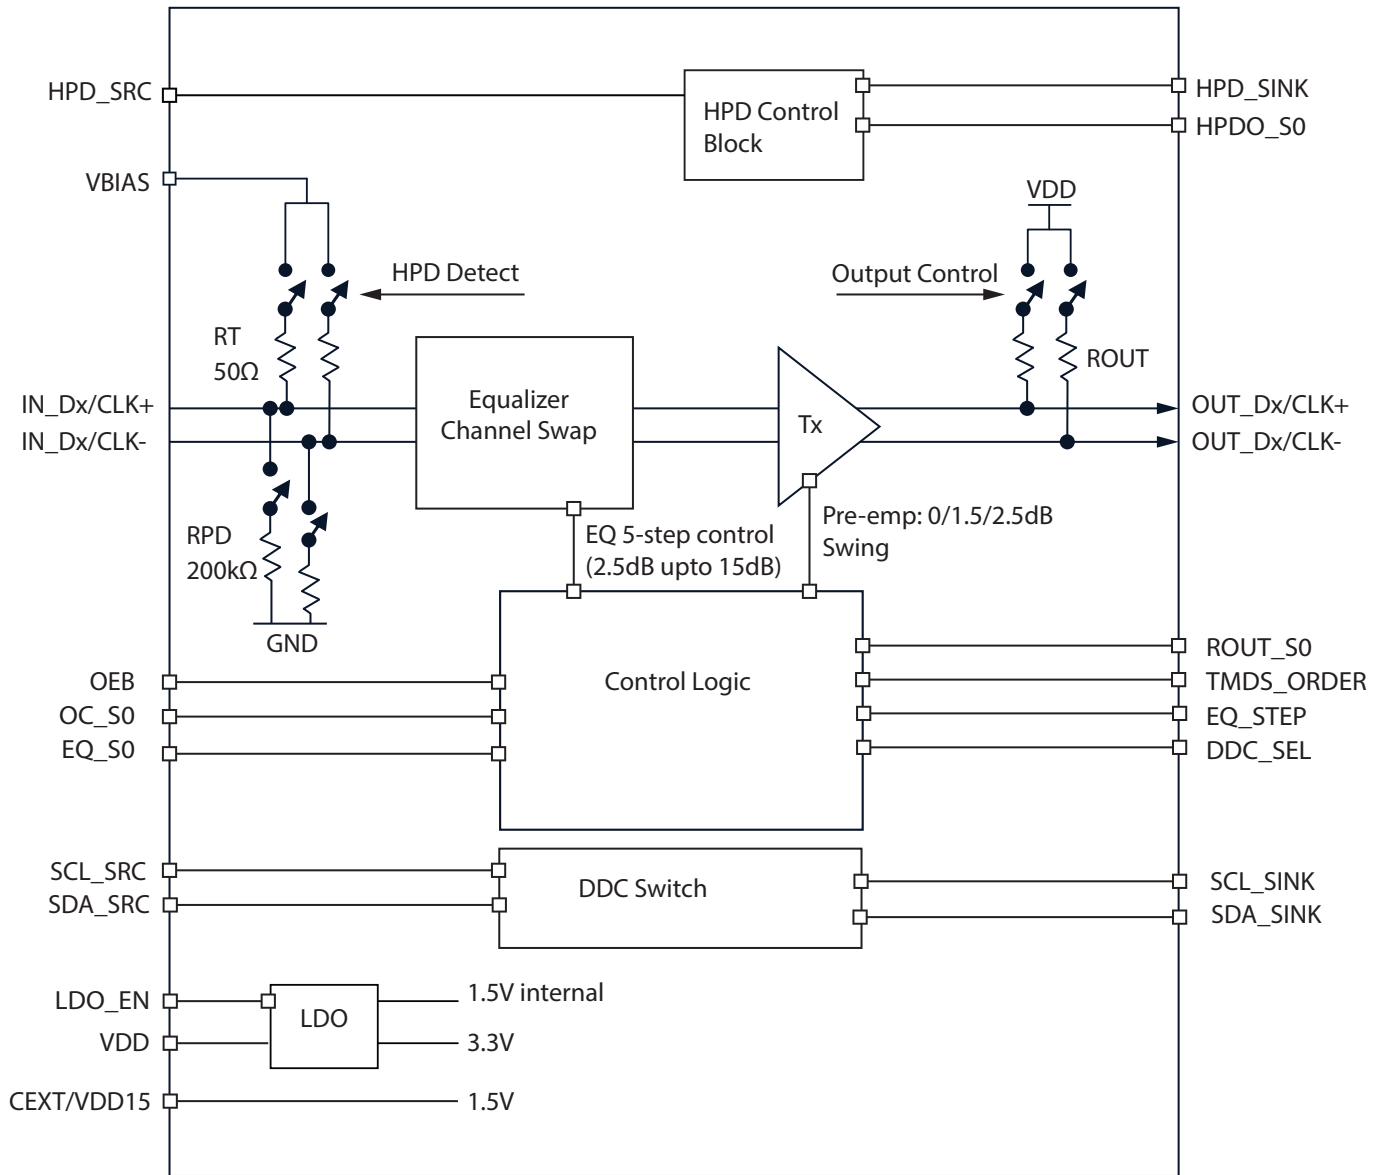 HPD_SRC
HPD Control
Block
HPD_SINK
HPDO_S0
VBIAS
VDD
HPD Detect
Output Control
RT
50Ω
ROUT
IN_Dx/CLK+
IN_Dx/CLK-
Equalizer
Channel Swap
Tx
OUT_Dx/CLK+
OUT_Dx/CLK-
RPD
200kΩ
GND
EQ 5-step control
(2.5dB upto 15dB)
Pre-emp: 0/1.5/2.5dB
Swing
OEB
OC_S0
EQ_S0
Control Logic
ROUT_S0
TMDS_ORDER
EQ_STEP
DDC_SEL
SCL_SRC
SDA_SRC
DDC Switch
SCL_SINK
SDA_SINK
LDO_EN
VDD
LDO
1.5V internal
3.3V
CEXT/VDD15
1.5V